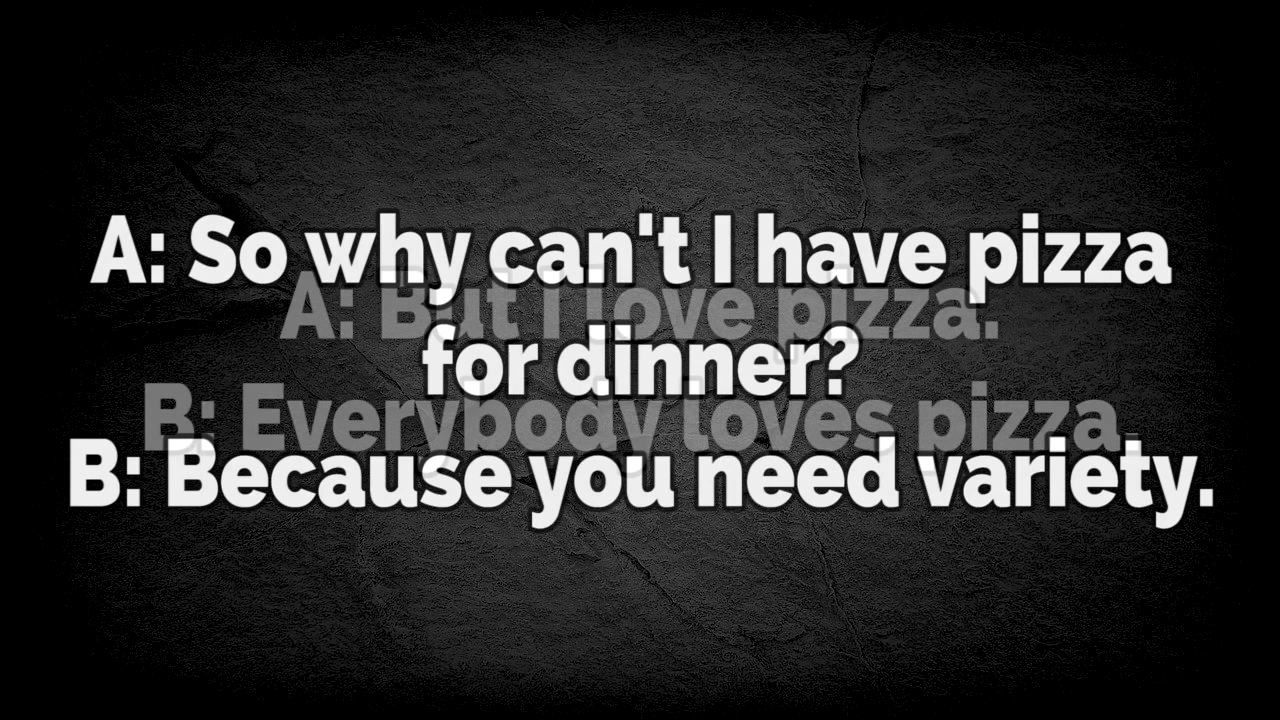 A: So why can't I have pizza
A: But I love pizza.
for dinner?
B: Everybody loves pizza.
B: Because you need variety.